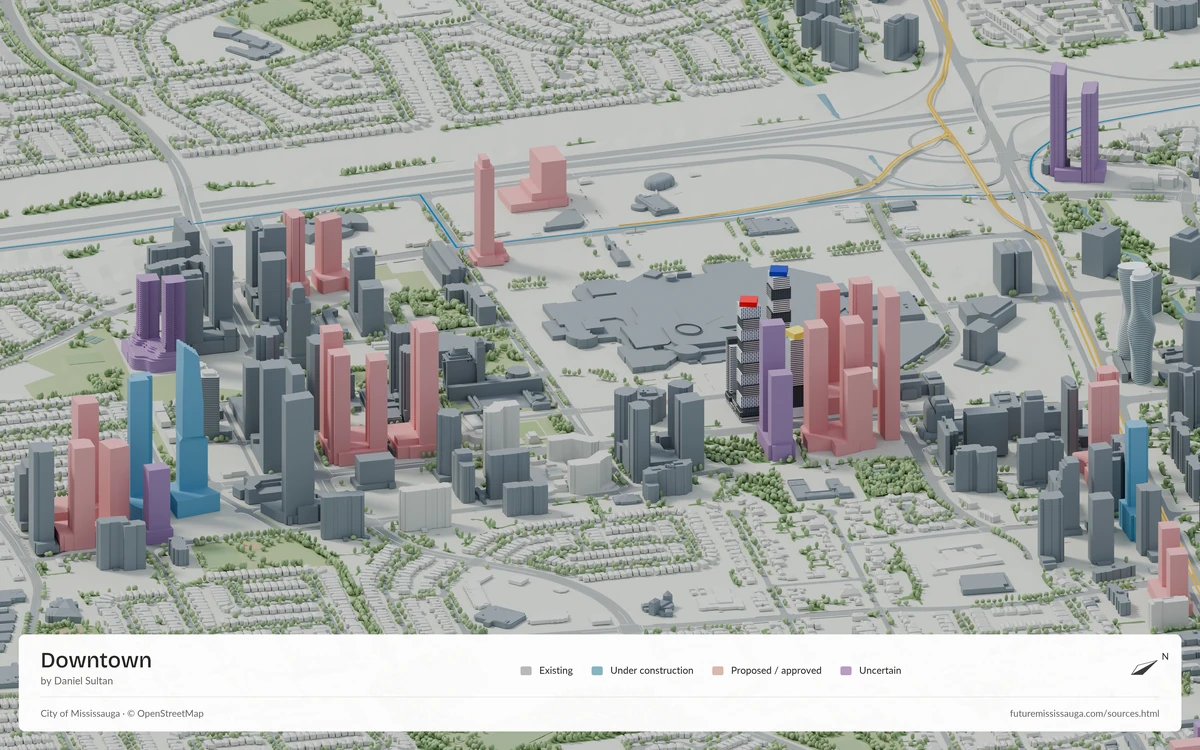 Downtown
by Daniel Sultan
Existing
Under construction
Proposed / approved
Uncertain
N
City of Mississauga · © OpenStreetMap
futuremississauga.com/sources.html